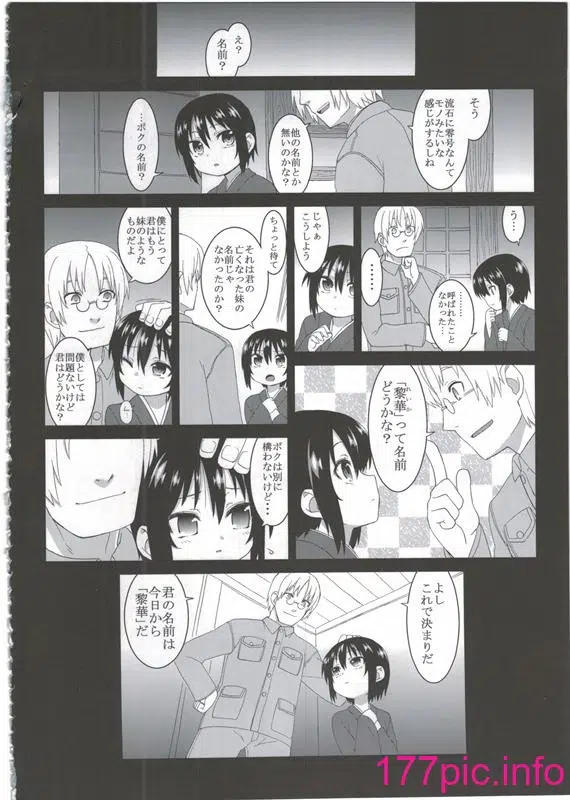 え？
名前？
そう
流石に零号なんて
モノみたいな
感じがするしね
他の名前とか
無いのかな？
・・・
ボクの名前？
う…
………
呼ばれたこと
なかった…
・・・
じゃぁ
こうしよう
「黎華」って名前
れいか
どうかな？
ちょっと待て
それは君の
亡くなった妹の
名前じゃ
なかったのか？
僕にとって
君はもう
妹のような
ものだよ
僕としては
問題ないけど
君はどうかな？
ボクは別に
構わないけど
・・・
よし
これで決まりだ
君の名前は
今日から
「黎華」だ
177pic.info